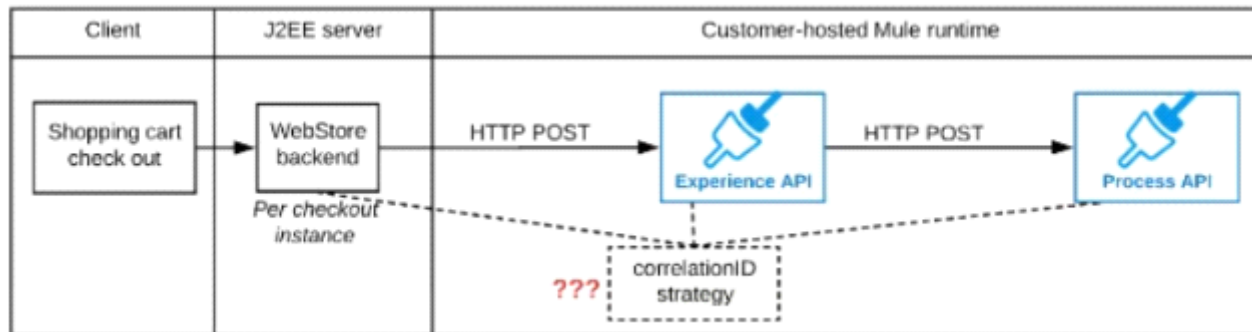 Client
J2EE server
Customer-hosted Mule runtime
Shopping cart
check out
WebStore
backend
HTTP POST
Experience API
HTTP POST
Process API
Per checkout
instance
???
correlationID
strategy